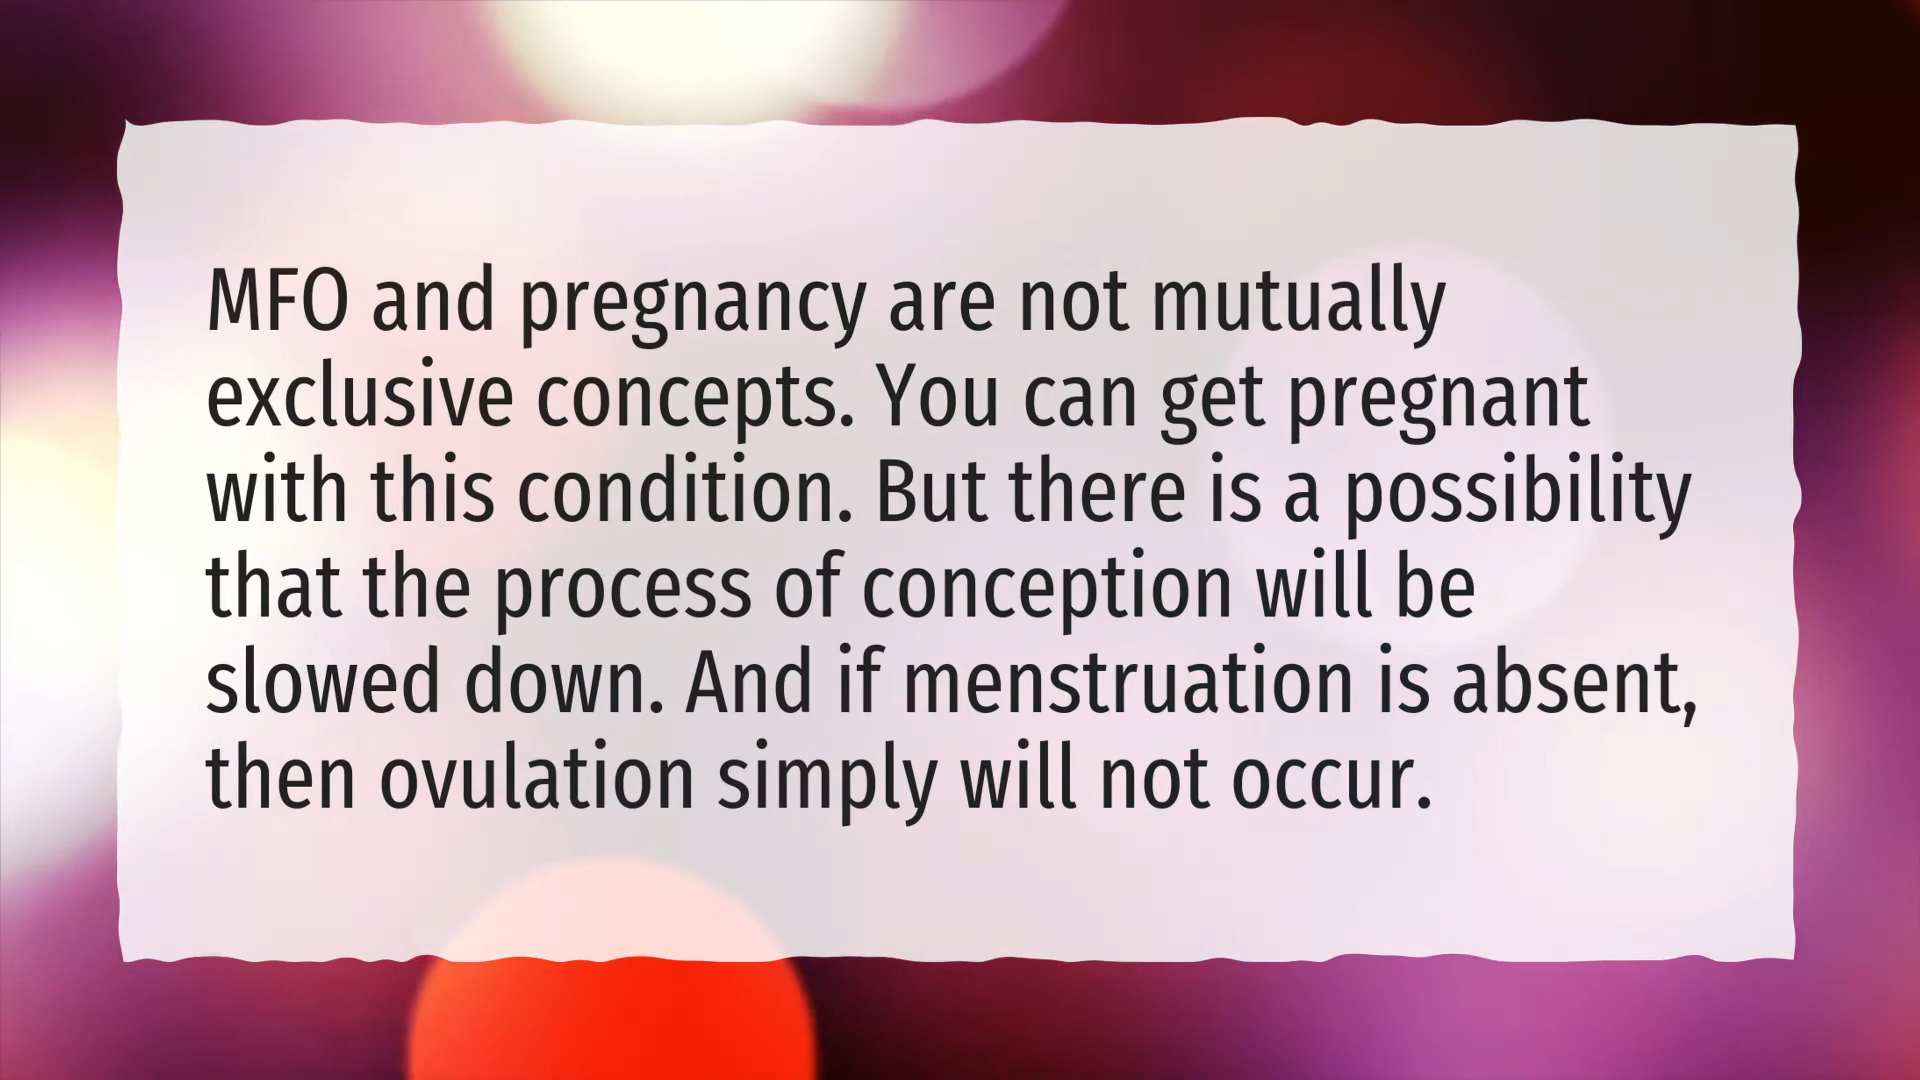 MFO and pregnancy are not mutually
exclusive concepts. You can get pregnant
with this condition. But there is a possibility
that the process of conception will be
slowed down. And if menstruation is absent,
then ovulation simply will not occur.